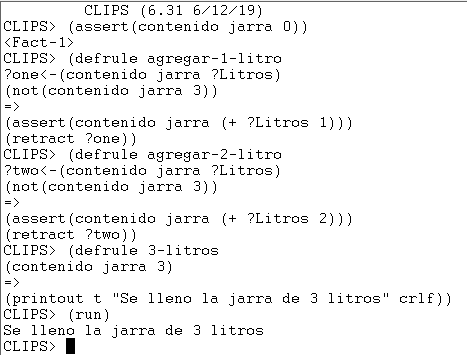 CLIPS (6.31 6/12/19)
CLIPS> (assert(contenido jarra 0))
<Fact-1>
CLIPS> (defrule agregar-1-litro
?one<-(contenido jarra ?Litros)
(not(contenido jarra 3))
=>
(assert(contenido jarra (+ ?Litros 1)))
(retract ?one))
CLIPS> (defrule agregar-2-litro
?two<-(contenido jarra ?Litros)
(not(contenido jarra 3))
=>
(assert(contenido jarra (+ ?Litros 2)))
(retract ?two))
CLIPS> (defrule 3-litros
(contenido jarra 3)
=>
(printout t "Se lleno la jarra de 3 litros" crlf))
CLIPS> (run)
Se lleno la jarra de 3 litros
CLIPS>